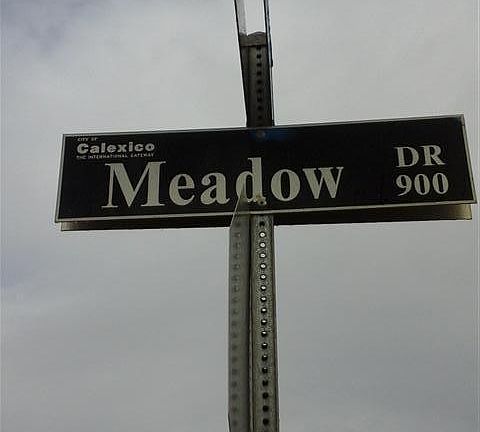 CITY OF
Calexico
THE INTERNATIONAL GATEWAY
Meadow
DR
900